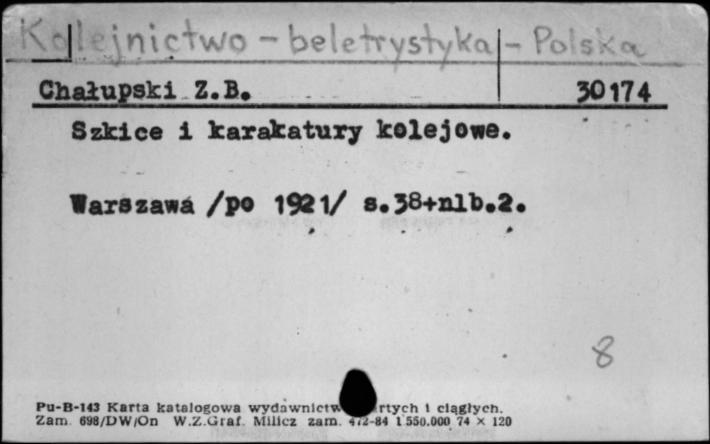 Kolejnictwo - beletrystyka - Polska
Chałupski Z.B. 30174
Szkice i karakatury kolejowe.
Warszawa /po 1921/ s.38+nlb.2.
8
Pu-B-143 Karta katalogowa wydawnictw rtych i ciągłych.
Zam. 698/DW/On W.Z.Graf. Milicz zam. 472-84 1 550.000 74 × 120